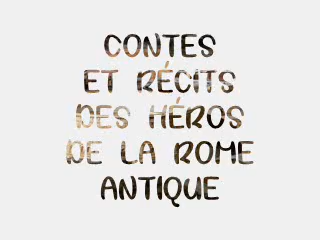 CONTES
ET RÉCITS
DES HÉROS
DE LA ROME
ANTIQUE